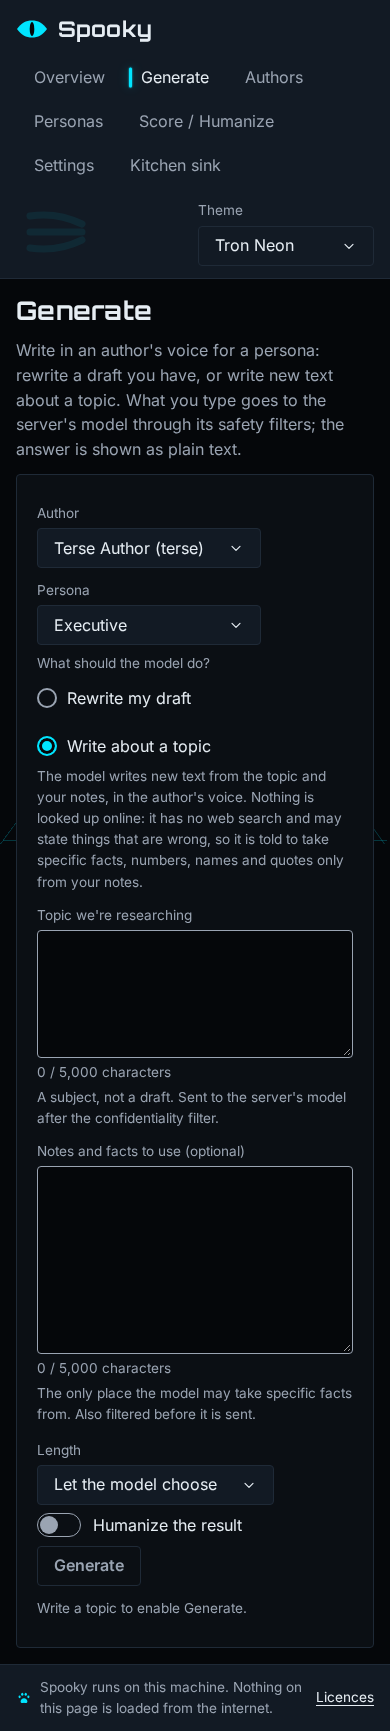 Spooky
Overview
Generate
Authors
Personas
Score / Humanize
Settings
Kitchen sink
Theme
Tron Neon
Generate
Write in an author's voice for a persona:
rewrite a draft you have, or write new text
about a topic. What you type goes to the
server's model through its safety filters; the
answer is shown as plain text.
Author
Terse Author (terse)
Persona
Executive
What should the model do?
Rewrite my draft
Write about a topic
The model writes new text from the topic and
your notes, in the author's voice. Nothing is
looked up online: it has no web search and may
state things that are wrong, so it is told to take
specific facts, numbers, names and quotes only
from your notes.
Topic we're researching
0 / 5,000 characters
A subject, not a draft. Sent to the server's model
after the confidentiality filter.
Notes and facts to use (optional)
0 / 5,000 characters
The only place the model may take specific facts
from. Also filtered before it is sent.
Length
Let the model choose
Humanize the result
Generate
Write a topic to enable Generate.
Spooky runs on this machine. Nothing on
this page is loaded from the internet.
Licences